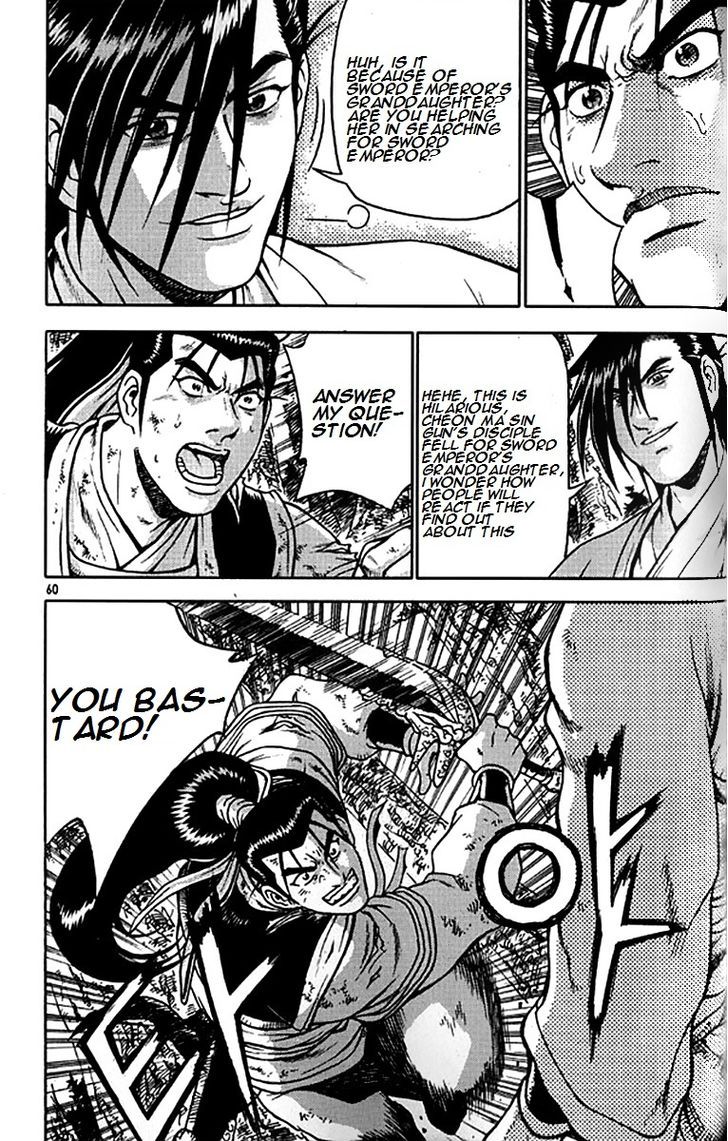 HUH, IS IT
BECAUSE OF
SWORD EMPEROR'S
GRANDDAUGHTER?
ARE YOU HELPING
HER IN SEARCHING
FOR SWORD
EMPEROR?
ANSWER
MY QUE-
STION!
HEHE, THIS IS
HILARIOUS,
CHEON MA SIN
GUN'S DISCIPLE
FELL FOR SWORD
EMPEROR'S
GRANDDAUGHTER,
I WONDER HOW
PEOPLE WILL
REACT IF THEY
FIND OUT
ABOUT THIS
60
YOU BAS-
TARD!
타
앗